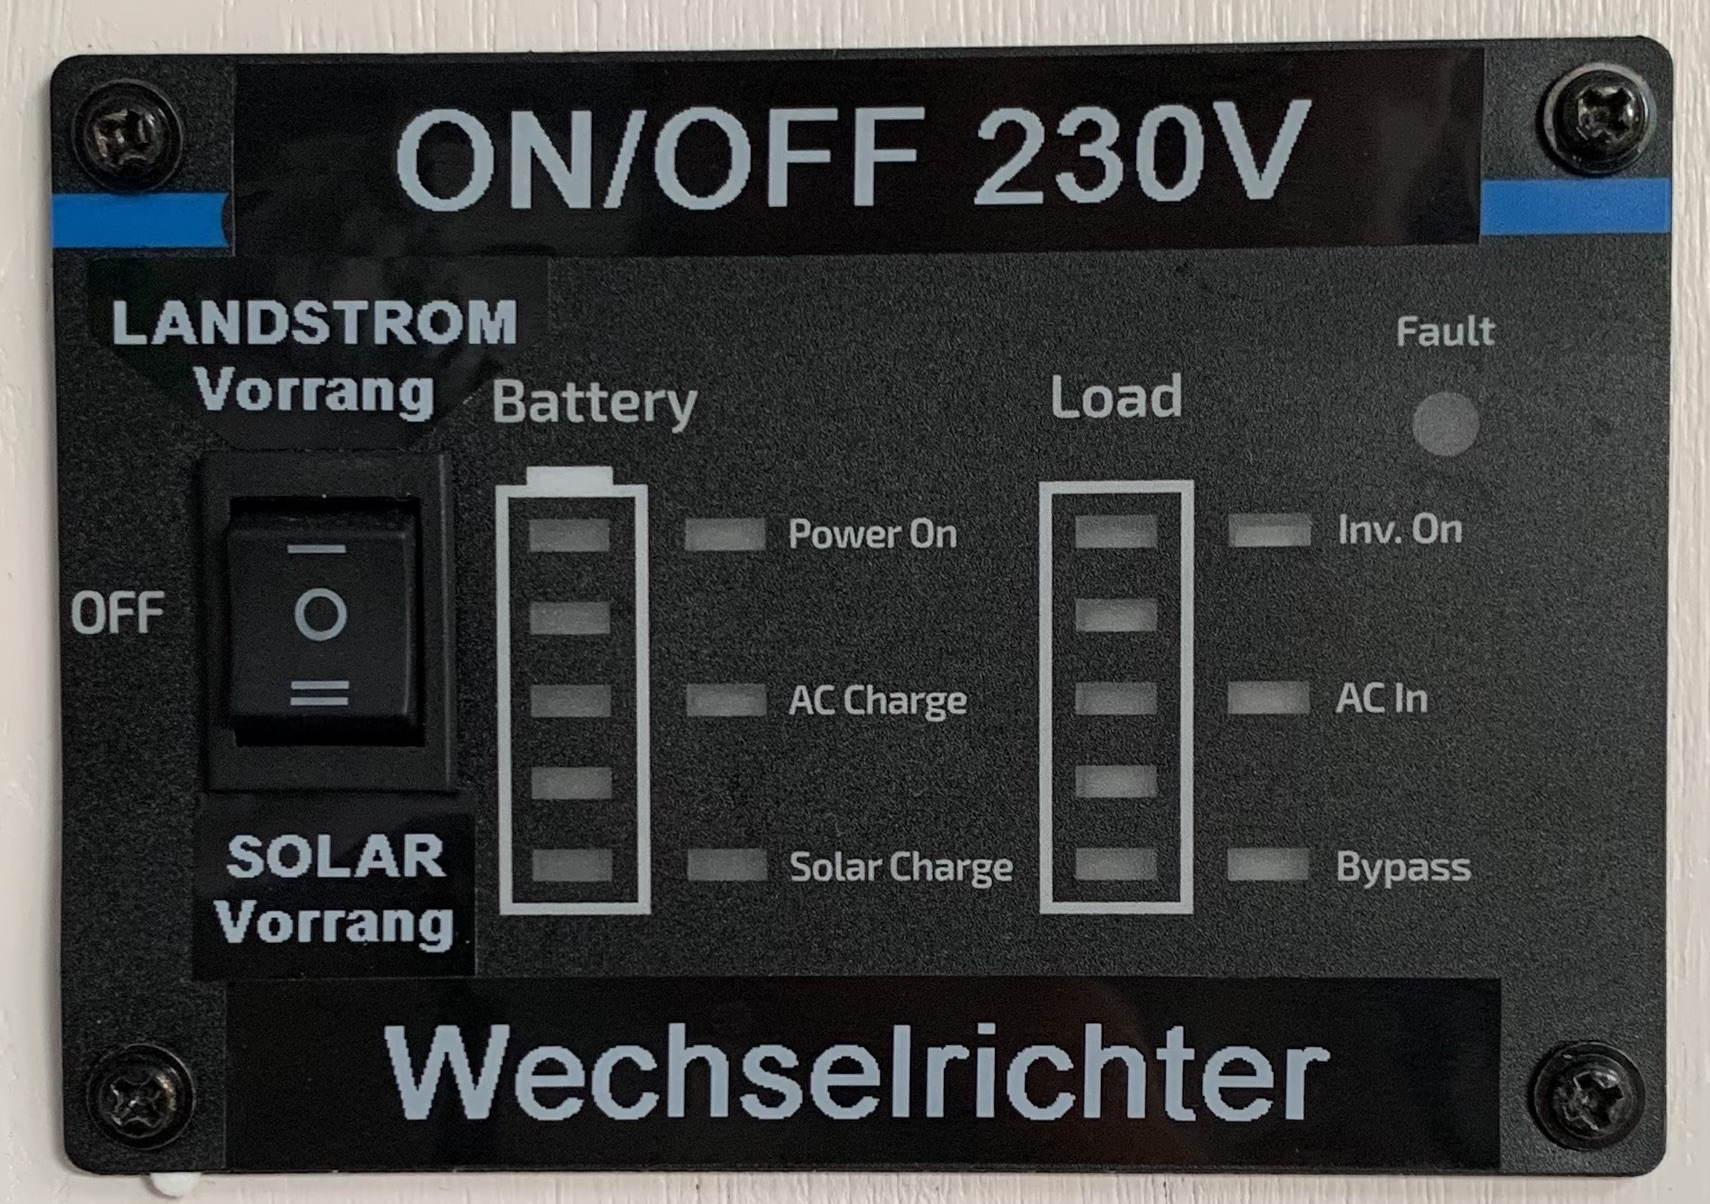 ON/OFF 230V
LANDSTROM
Vorrang
Battery
Load
Fault
OFF
Power On
Inv. On
AC Charge
AC In
Solar Charge
Bypass
SOLAR
Vorrang
Wechselrichter